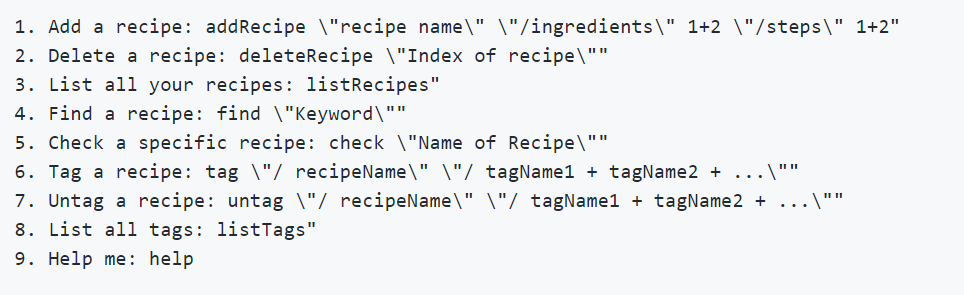 1. Add a recipe: addRecipe \"recipe name\" \"/ingredients\" 1+2 \"/steps\" 1+2"
2. Delete a recipe: deleteRecipe \"Index of recipe\""
3. List all your recipes: listRecipes"
4. Find a recipe: find \"Keyword\""
5. Check a specific recipe: check \"Name of Recipe\""
6. Tag a recipe: tag \"/ recipeName\" \"/ tagName1 + tagName2 + ...\""
7. Untag a recipe: untag \"/ recipeName\" \"/ tagName1 + tagName2 + ...\""
8. List all tags: listTags"
9. Help me: help